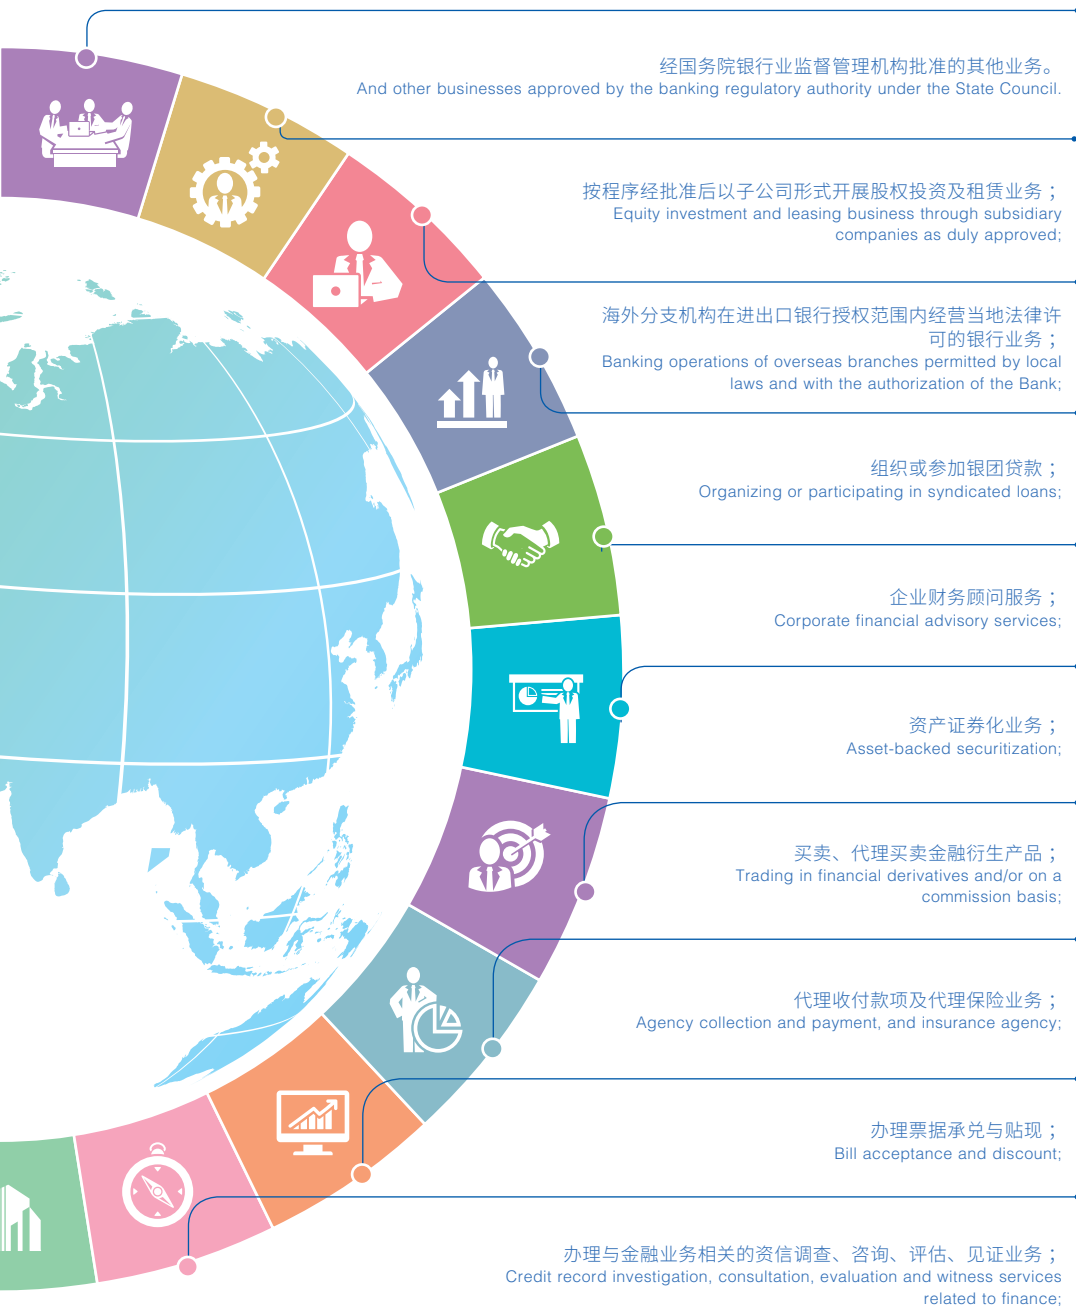 经国务院银行业监督管理机构批准的其他业务。
And other businesses approved by the banking regulatory authority under the State Council.
按程序经批准后以子公司形式开展股权投资及租赁业务；
Equity investment and leasing business through subsidiary
companies as duly approved;
海外分支机构在进出口银行授权范围内经营当地法律许
可的银行业务；
Banking operations of overseas branches permitted by local
laws and with the authorization of the Bank;
组织或参加银团贷款；
Organizing or participating in syndicated loans;
企业财务顾问服务；
Corporate financial advisory services;
资产证券化业务；
Asset-backed securitization;
买卖、代理买卖金融衍生产品；
Trading in financial derivatives and/or on a
commission basis;
代理收付款项及代理保险业务；
Agency collection and payment, and insurance agency;
办理票据承兑与贴现；
Bill acceptance and discount;
办理与金融业务相关的资信调查、咨询、评估、见证业务；
Credit record investigation, consultation, evaluation and witness services
related to finance;